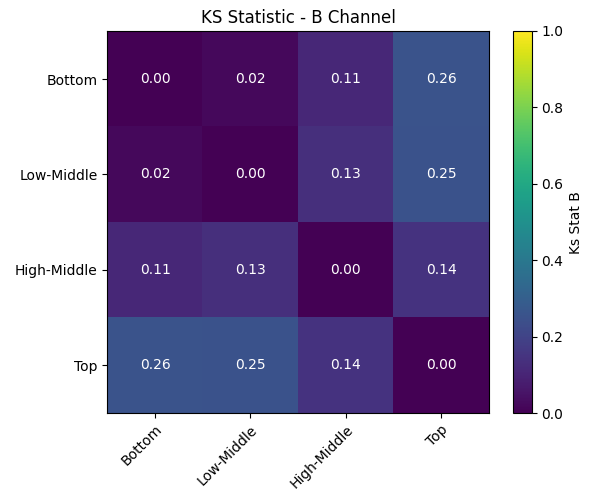 KS Statistic - B Channel
Bottom 0.00 0.02 0.11 0.26
Low-Middle 0.02 0.00 0.13 0.25
High-Middle 0.11 0.13 0.00 0.14
Top 0.26 0.25 0.14 0.00
Bottom Low-Middle High-Middle Top
1.0
0.8
0.6
0.4
0.2
0.0
Ks Stat B